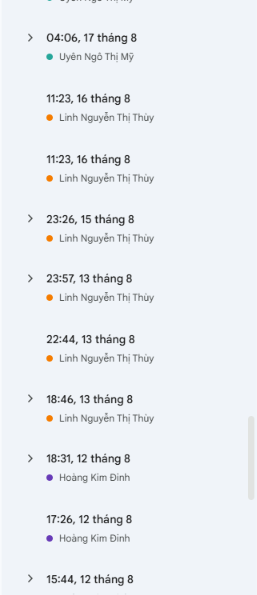 04:06, 17 tháng 8
Uyên Ngô Thị Mỹ
11:23, 16 tháng 8
Linh Nguyễn Thị Thùy
11:23, 16 tháng 8
Linh Nguyễn Thị Thùy
23:26, 15 tháng 8
Linh Nguyễn Thị Thùy
23:57, 13 tháng 8
Linh Nguyễn Thị Thùy
22:44, 13 tháng 8
Linh Nguyễn Thị Thùy
18:46, 13 tháng 8
Linh Nguyễn Thị Thùy
18:31, 12 tháng 8
Hoàng Kim Đinh
17:26, 12 tháng 8
Hoàng Kim Đinh
15:44, 12 tháng 8